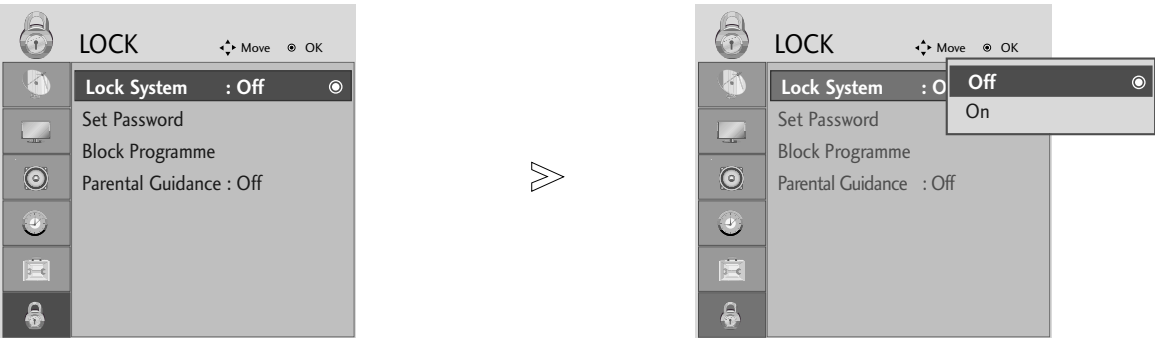 LOCK
Move OK
Lock System : Off
Set Password
Block Programme
Parental Guidance : Off
LOCK
Move OK
Lock System : O
Off
On
Set Password
Block Programme
Parental Guidance : Off